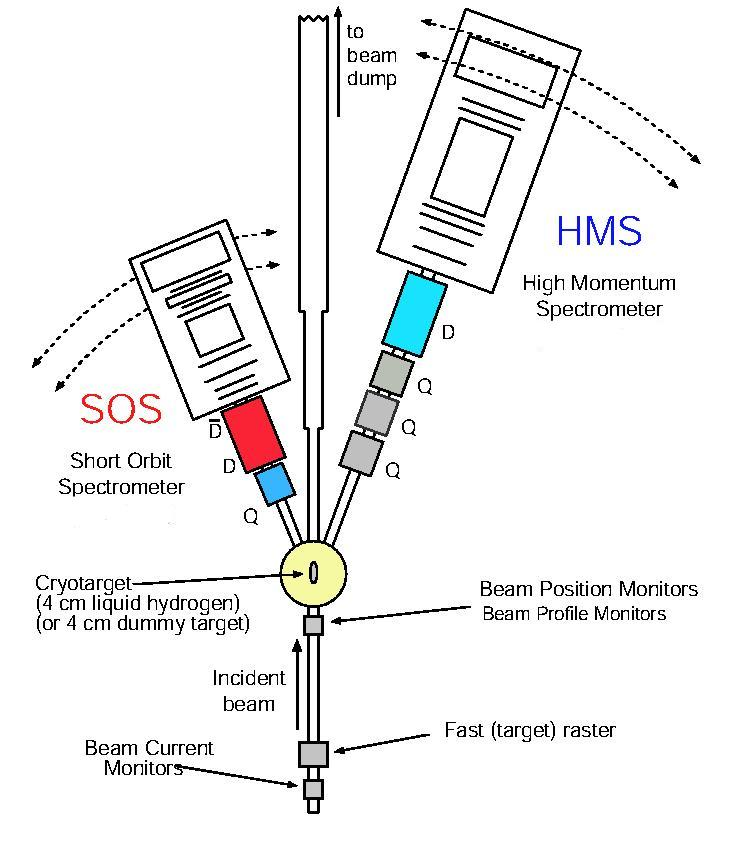 to
beam
dump
HMS
High Momentum
Spectrometer
D
Q
Q
Q
SOS
Short Orbit
Spectrometer
D
D
Q
Cryotarget
(4 cm liquid hydrogen)
(or 4 cm dummy target)
Beam Position Monitors
Beam Profile Monitors
Incident
beam
Fast (target) raster
Beam Current
Monitors